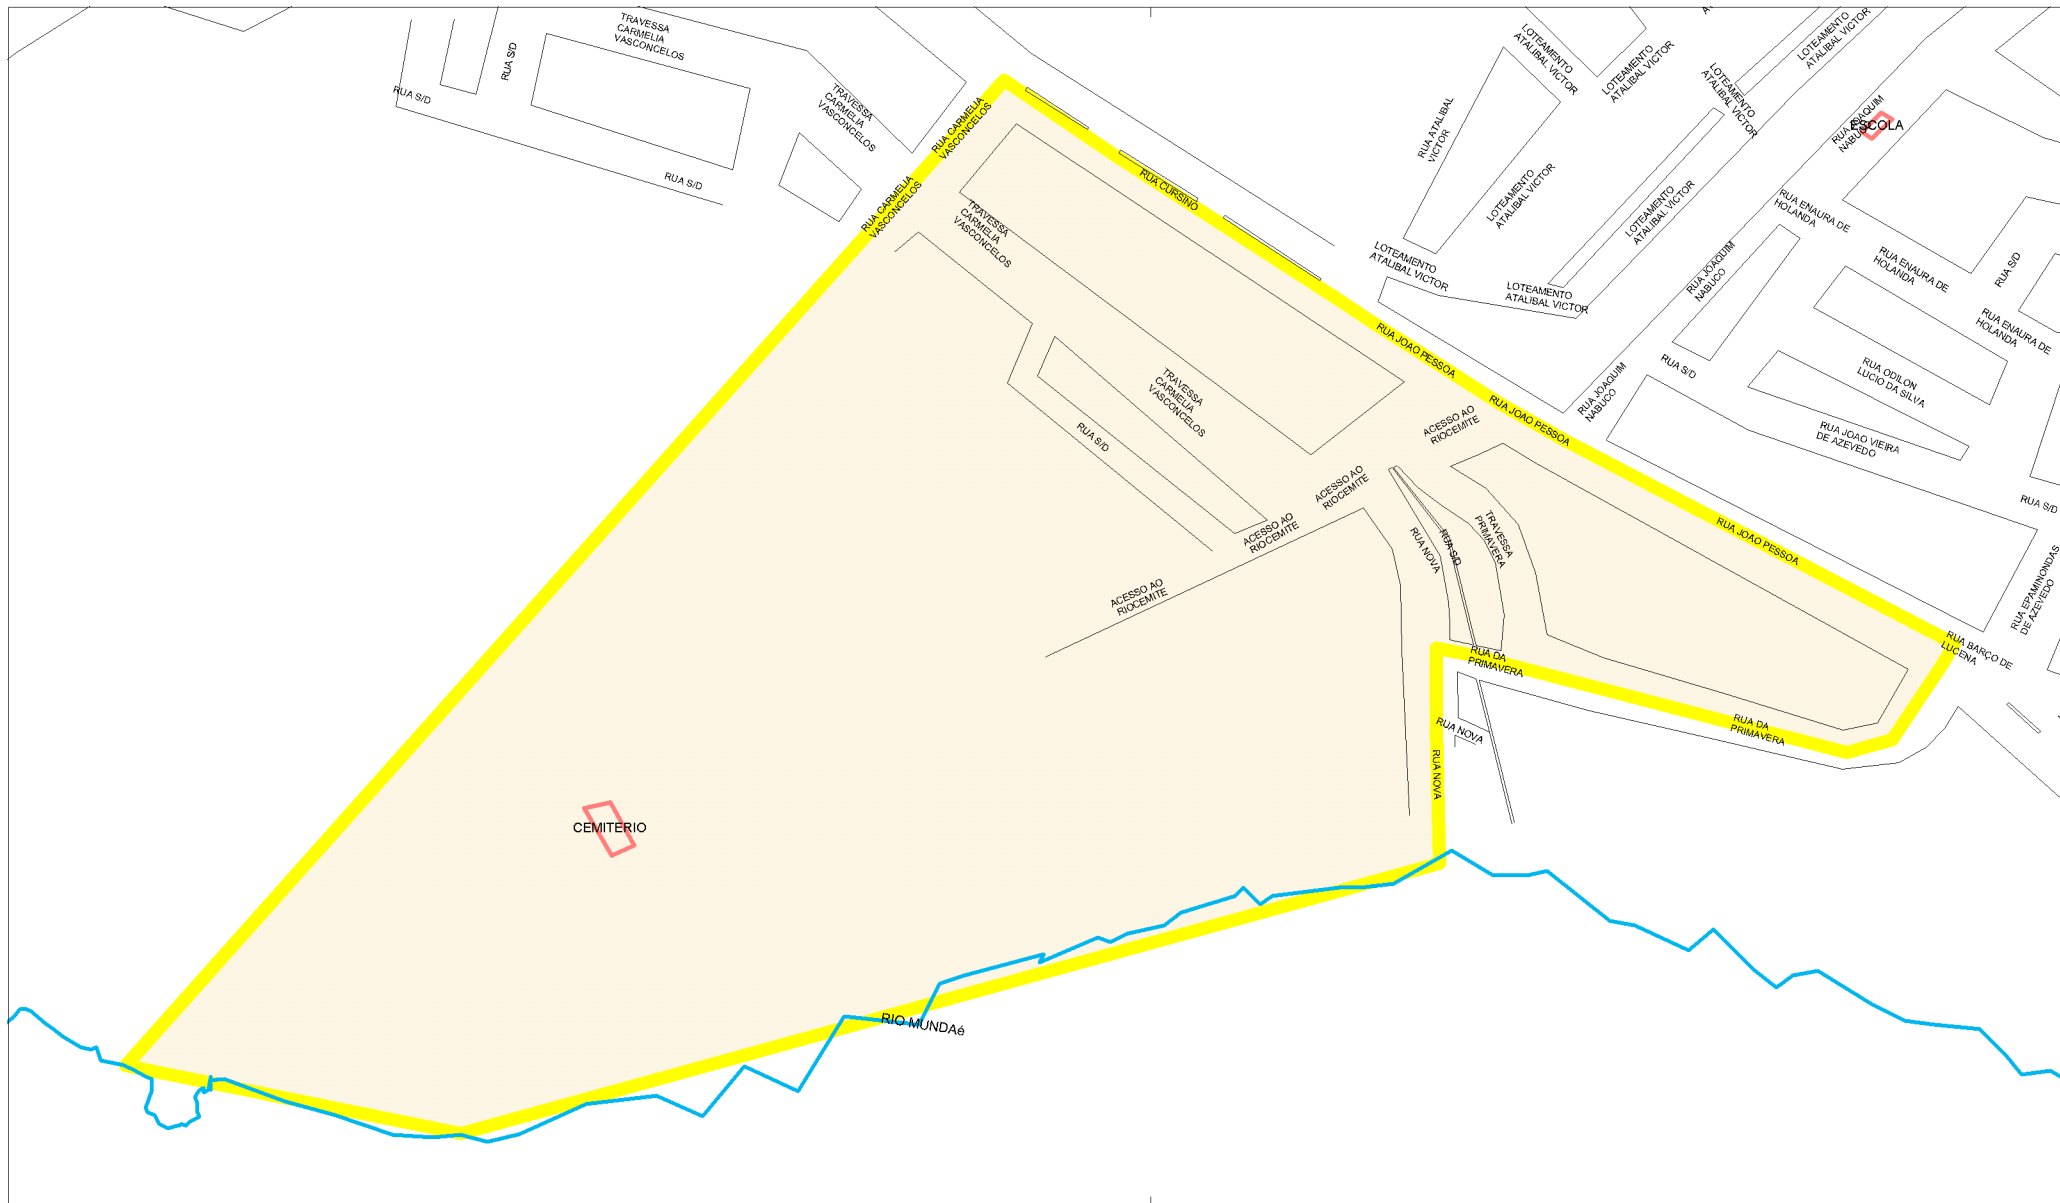 TRAVESSA
CARMELIA
VASCONCELOS
RUA S/D
RUA S/D
TRAVESSA
CARMELIA
VASCONCELOS
RUA S/D
RUA CARMELIA
VASCONCELOS
RUA CARMELIA
VASCONCELOS
RUA CURSINO
TRAVESSA
CARMELIA
VASCONCELOS
LOTEAMENTO
ATALIBAL VICTOR
LOTEAMENTO
ATALIBAL VICTOR
LOTEAMENTO
ATALIBAL VICTOR
LOTEAMENTO
ATALIBAL VICTOR
RUA ATALIBAL
VICTOR
LOTEAMENTO
ATALIBAL VICTOR
LOTEAMENTO
ATALIBAL VICTOR
LOTEAMENTO
ATALIBAL VICTOR
LOTEAMENTO
ATALIBAL VICTOR
RUA JOAQUIM
NABUCO
ESCOLA
RUA ENAURA DE
HOLANDA
RUA ENAURA DE
HOLANDA
RUA S/D
RUA ENAURA DE
HOLANDA
RUA JOAQUIM
NABUCO
RUA JOAO PESSOA
RUA JOAQUIM
NABUCO
RUA S/D
RUA ODILON
LUCIO DA SILVA
RUA JOAO VIEIRA
DE AZEVEDO
RUA S/D
TRAVESSA
CARMELIA
VASCONCELOS
RUA S/D
ACESSO AO
RIOCEMITE
RUA JOAO PESSOA
ACESSO AO
RIOCEMITE
ACESSO AO
RIOCEMITE
ACESSO AO
RIOCEMITE
RUA NOVA
RUA S/D
TRAVESSA
PRIMAVERA
RUA JOAO PESSOA
RUA EPAMINONDAS
DE AZEVEDO
RUA BARÇO DE
LUCENA
RUA DA
PRIMAVERA
RUA DA
PRIMAVERA
RUA NOVA
RUA NOVA
CEMITERIO
RIO MUNDAé